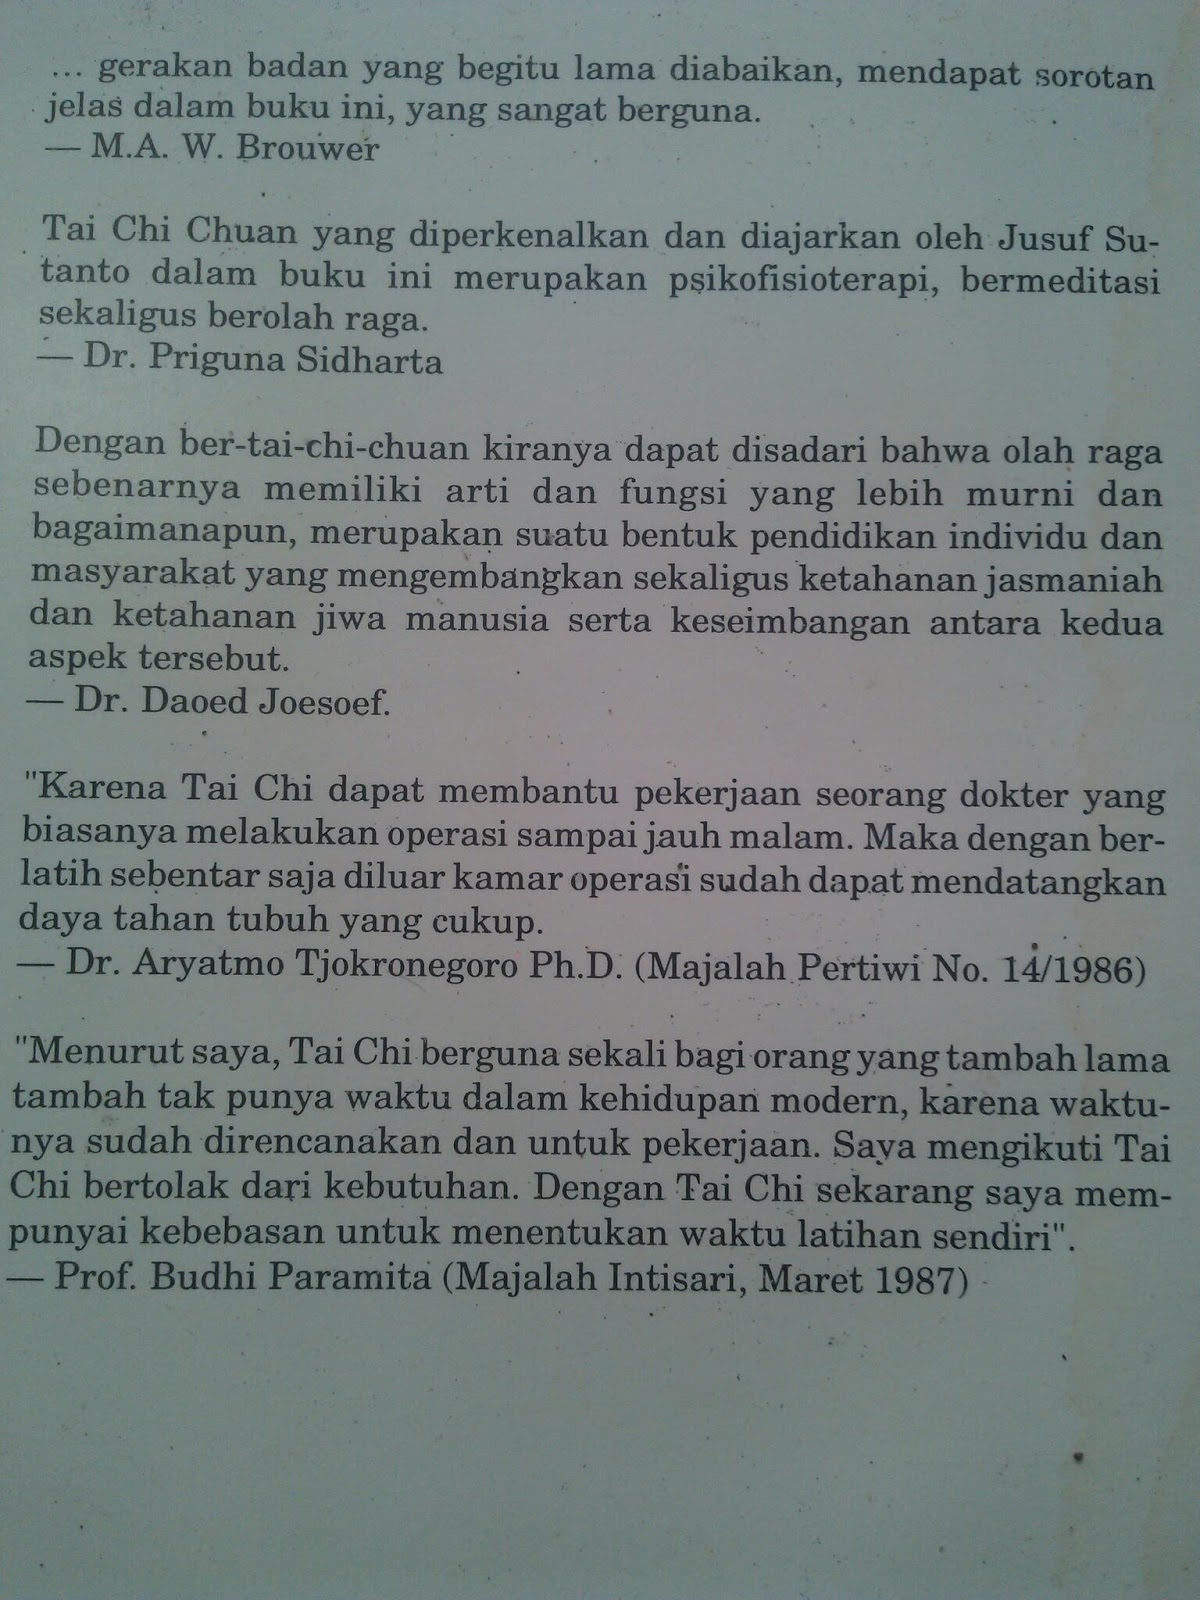 ... gerakan badan yang begitu lama diabaikan, mendapat sorotan
jelas dalam buku ini, yang sangat berguna.
— M.A. W. Brouwer
Tai Chi Chuan yang diperkenalkan dan diajarkan oleh Jusuf Su-
tanto dalam buku ini merupakan psikofisioterapi, bermeditasi
sekaligus berolah raga.
— Dr. Priguna Sidharta
Dengan ber-tai-chi-chuan kiranya dapat disadari bahwa olah raga
sebenarnya memiliki arti dan fungsi yang lebih murni dan
bagaimanapun, merupakan suatu bentuk pendidikan individu dan
masyarakat yang mengembangkan sekaligus ketahanan jasmaniah
dan ketahanan jiwa manusia serta keseimbangan antara kedua
aspek tersebut.
— Dr. Daoed Joesoef.
"Karena Tai Chi dapat membantu pekerjaan seorang dokter yang
biasanya melakukan operasi sampai jauh malam. Maka dengan ber-
latih sebentar saja diluar kamar operasi sudah dapat mendatangkan
daya tahan tubuh yang cukup.
— Dr. Aryatmo Tjokronegoro Ph.D. (Majalah Pertiwi No. 14/1986)
"Menurut saya, Tai Chi berguna sekali bagi orang yang tambah lama
tambah tak punya waktu dalam kehidupan modern, karena waktu-
nya sudah direncanakan dan untuk pekerjaan. Saya mengikuti Tai
Chi bertolak dari kebutuhan. Dengan Tai Chi sekarang saya mem-
punyai kebebasan untuk menentukan waktu latihan sendiri".
— Prof. Budhi Paramita (Majalah Intisari, Maret 1987)